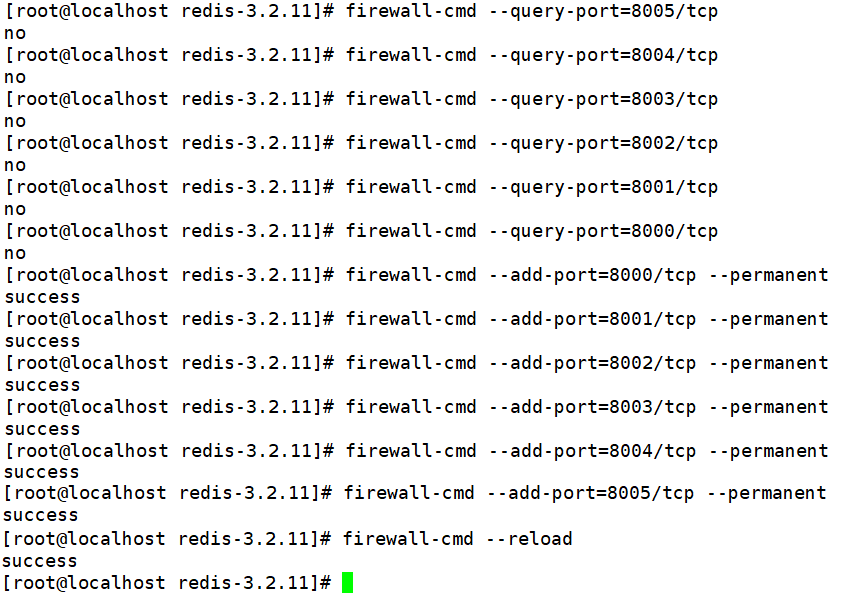 [root@localhost redis-3.2.11]# firewall-cmd --query-port=8005/tcp
no
[root@localhost redis-3.2.11]# firewall-cmd --query-port=8004/tcp
no
[root@localhost redis-3.2.11]# firewall-cmd --query-port=8003/tcp
no
[root@localhost redis-3.2.11]# firewall-cmd --query-port=8002/tcp
no
[root@localhost redis-3.2.11]# firewall-cmd --query-port=8001/tcp
no
[root@localhost redis-3.2.11]# firewall-cmd --query-port=8000/tcp
no
[root@localhost redis-3.2.11]# firewall-cmd --add-port=8000/tcp --permanent
success
[root@localhost redis-3.2.11]# firewall-cmd --add-port=8001/tcp --permanent
success
[root@localhost redis-3.2.11]# firewall-cmd --add-port=8002/tcp --permanent
success
[root@localhost redis-3.2.11]# firewall-cmd --add-port=8003/tcp --permanent
success
[root@localhost redis-3.2.11]# firewall-cmd --add-port=8004/tcp --permanent
success
[root@localhost redis-3.2.11]# firewall-cmd --add-port=8005/tcp --permanent
success
[root@localhost redis-3.2.11]# firewall-cmd --reload
success
[root@localhost redis-3.2.11]#